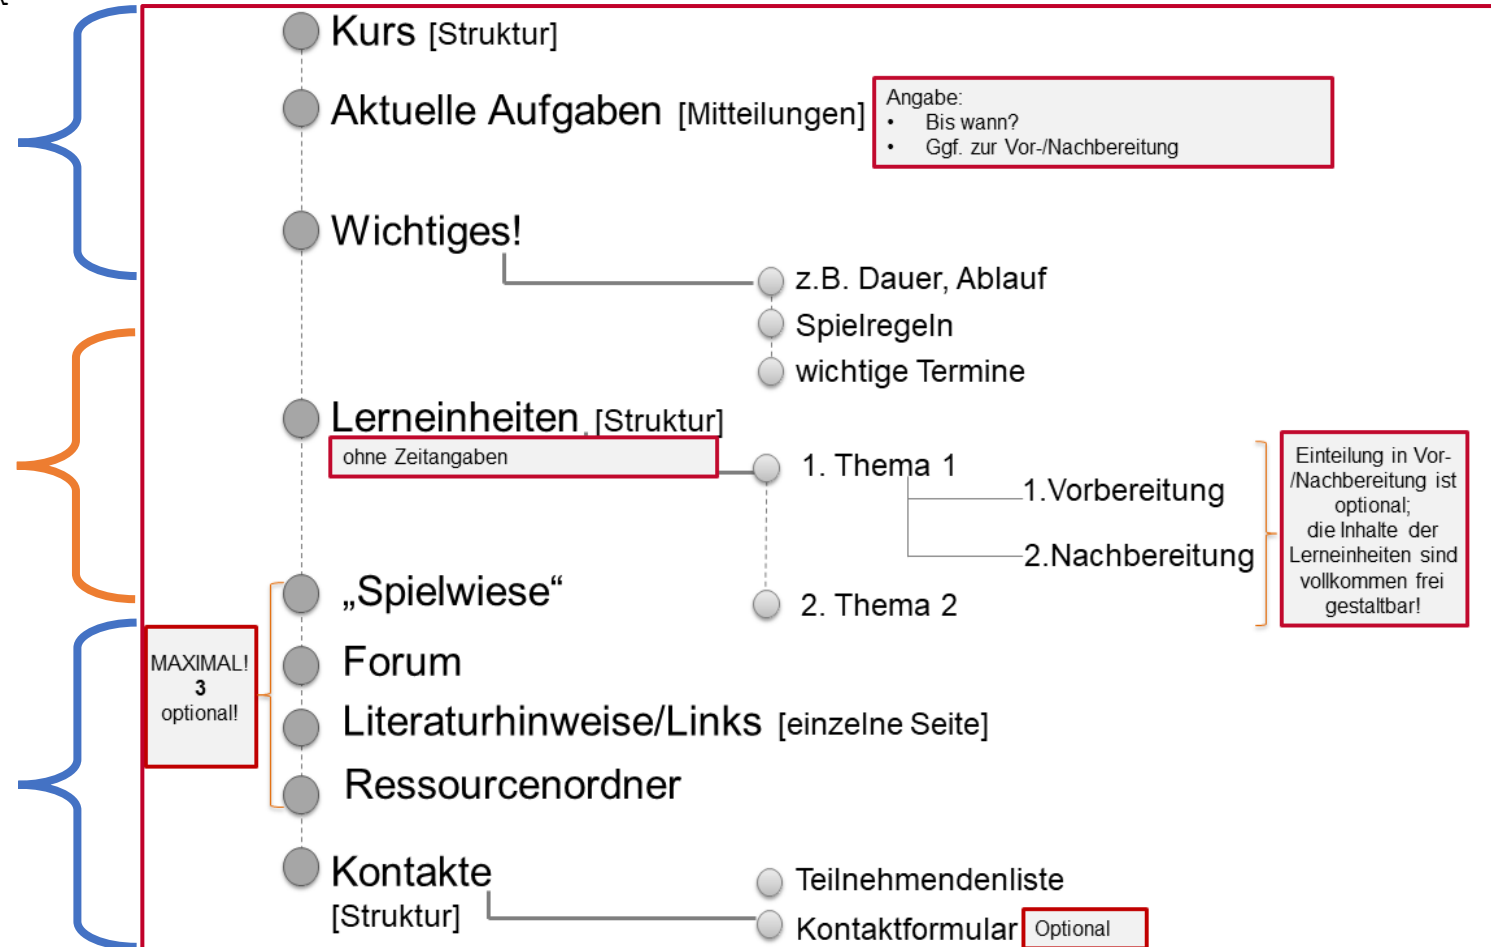 Kurs [Struktur]
Aktuelle Aufgaben [Mitteilungen]
Angabe:
• Bis wann?
• Ggf. zur Vor-/Nachbereitung
Wichtiges!
z.B. Dauer, Ablauf
Spielregeln
wichtige Termine
Lerneinheiten [Struktur]
ohne Zeitangaben
1. Thema 1
1.Vorbereitung
2.Nachbereitung
2. Thema 2
Einteilung in Vor-
/Nachbereitung ist
optional;
die Inhalte der
Lerneinheiten sind
vollkommen frei
gestaltbar!
MAXIMAL!
3
optional!
„Spielwiese“
Forum
Literaturhinweise/Links [einzelne Seite]
Ressourcenordner
Kontakte
[Struktur]
Teilnehmendenliste
Kontaktformular
Optional